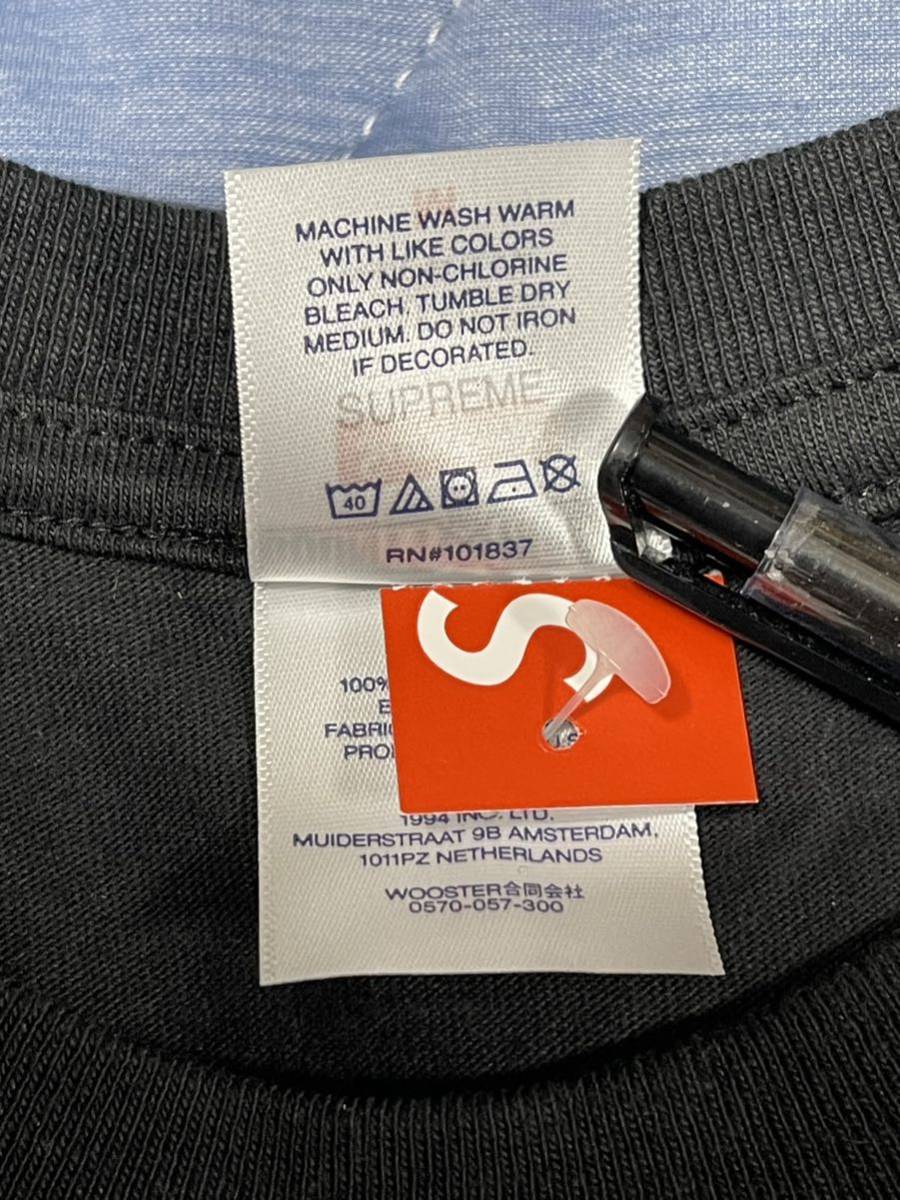 MACHINE WASH WARM
WITH LIKE COLORS
ONLY NON-CHLORINE
BLEACH. TUMBLE DRY
MEDIUM. DO NOT IRON
IF DECORATED.
SUPREME
40
RN#101837
S
100%
FABRIC
1994 INC. LTD.
MUIDERSTRAAT 9B AMSTERDAM,
1011PZ NETHERLANDS
WOOSTER合同会社
0570-057-300